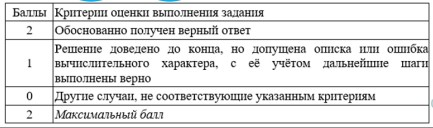 Баллы Критерии оценки выполнения задания
2 Обоснованно получен верный ответ
1 Решение доведено до конца, но допущена описка или ошибка
вычислительного характера, с её учётом дальнейшие шаги
выполнены верно
0 Другие случаи, не соответствующие указанным критериям
2 Максимальный балл